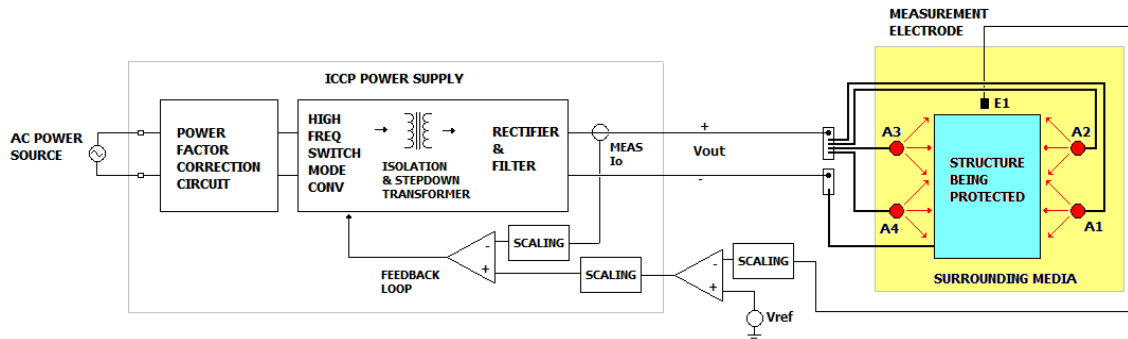 MEASUREMENT
ELECTRODE
ICCP POWER SUPPLY
E1
AC POWER
SOURCE
POWER
FACTOR
CORRECTION
CIRCUIT
HIGH
FREQ
SWITCH
MODE
CONV
ISOLATION
& STEPDOWN
TRANSFORMER
RECTIFIER
&
FILTER
MEAS
Io
+
Vout
-
A3
A2
A4
A1
STRUCTURE
BEING
PROTECTED
SURROUNDING MEDIA
FEEDBACK
LOOP
-
+
SCALING
SCALING
-
+
SCALING
Vref